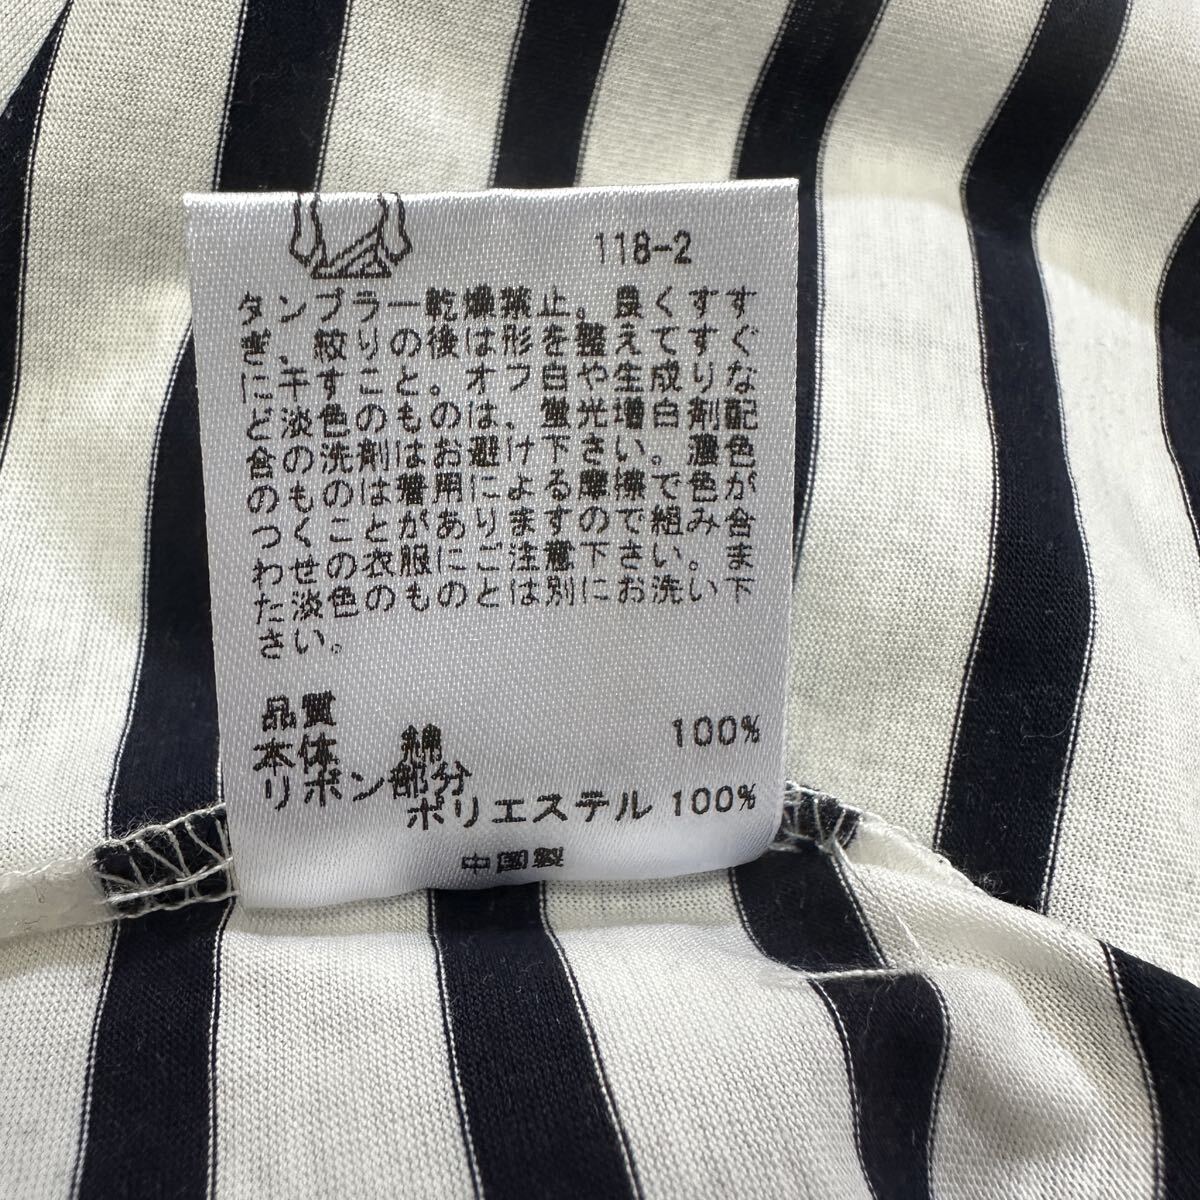 118-2
タンブラー乾燥禁止。良くすす
ぎ、絞りの後は形を整えてすぐ
に干すこと。オフ白や生成りな
ど淡色のものは、蛍光増白剤配
合の洗剤はお避け下さい。濃色
のものは着用による摩擦で色が
つくことがありますので組み合
わせの衣服にご注意下さい。ま
た淡色のものとは別にお洗い下
さい。
品質
本体 綿 100%
リボン部分
ポリエステル 100%
中国製